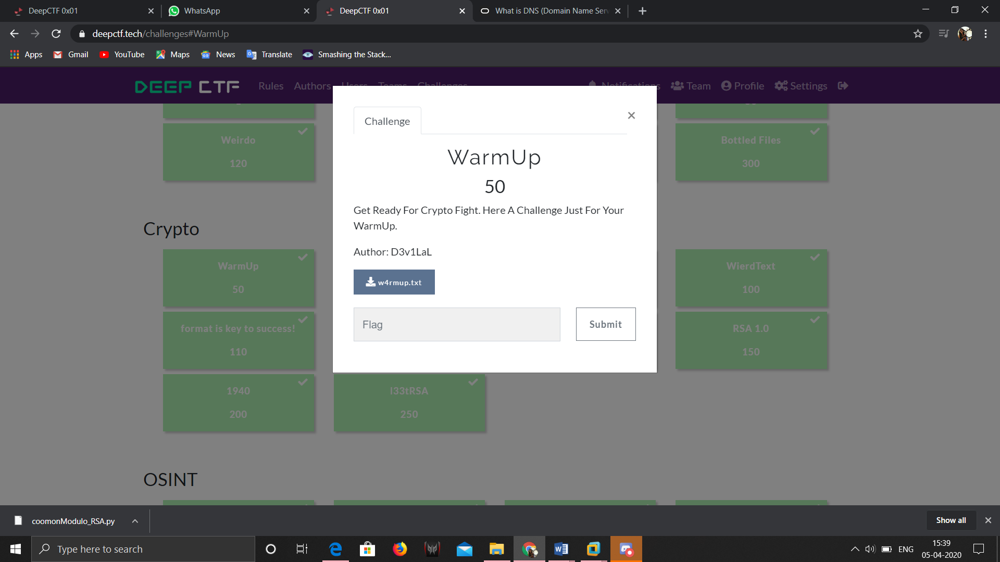 DeepCTF 0x01
WhatsApp
DeepCTF 0x01
What is DNS (Domain Name Serv
deepctf.tech/challenges#WarmUp
Apps
Gmail
YouTube
Maps
News
Translate
Smashing the Stack...
DEEP CTF
Rules
Authors
Users
Teams
Challenges
Notifications
Team
Profile
Settings
Challenge
WarmUp
50
Get Ready For Crypto Fight. Here A Challenge Just For Your
WarmUp.
Author: D3v1LaL
w4rmup.txt
Flag
Submit
Weirdo
120
Bottled Files
300
Crypto
WarmUp
50
WierdText
100
format is key to success!
110
RSA 1.0
150
1940
200
l33tRSA
250
OSINT
coomonModulo_RSA.py
Show all
Type here to search
ENG
15:39
05-04-2020